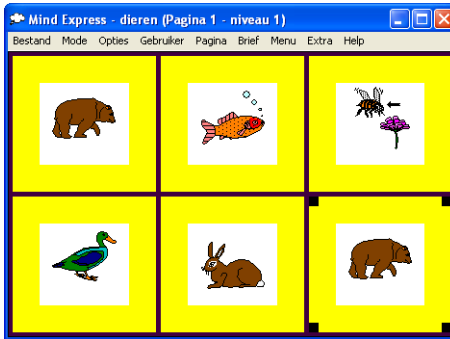 Mind Express - dieren (Pagina 1 - niveau 1)
Bestand Mode Opties Gebruiker Pagina Brief Menu Extra Help